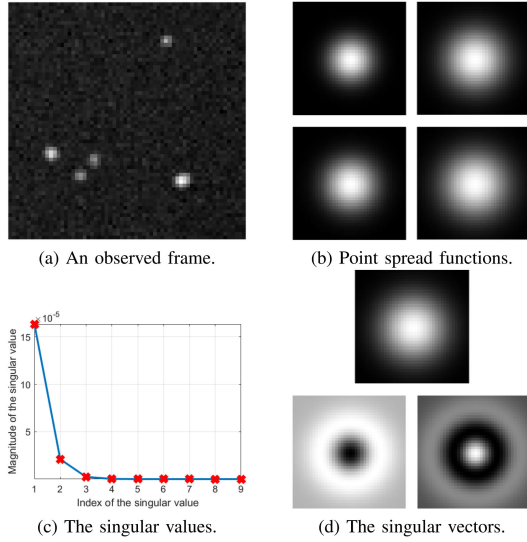 (a) An observed frame.
(b) Point spread functions.
× 10-5
15
10
5
1 2 3 4 5 6 7 8 9
Magnitude of the singular value
Index of the singular value
(c) The singular values.
(d) The singular vectors.